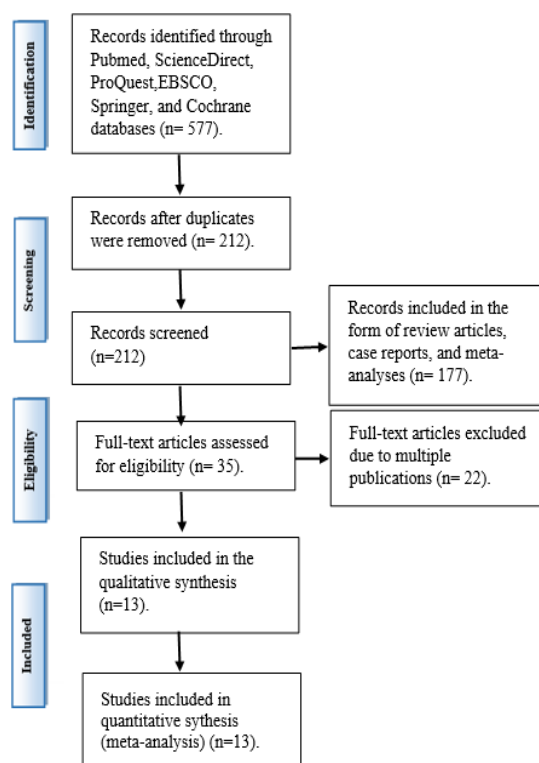 Identification
Records identified through
Pubmed, ScienceDirect,
ProQuest,EBSCO,
Springer, and Cochrane
databases (n= 577).
Screening
Records after duplicates
were removed (n= 212).
Records screened
(n=212)
Records included in the
form of review articles,
case reports, and meta-
analyses (n= 177).
Eligibility
Full-text articles assessed
for eligibility (n= 35).
Full-text articles excluded
due to multiple
publications (n= 22).
Included
Studies included in the
qualitative synthesis
(n=13).
Studies included in
quantitative sythesis
(meta-analysis) (n=13).